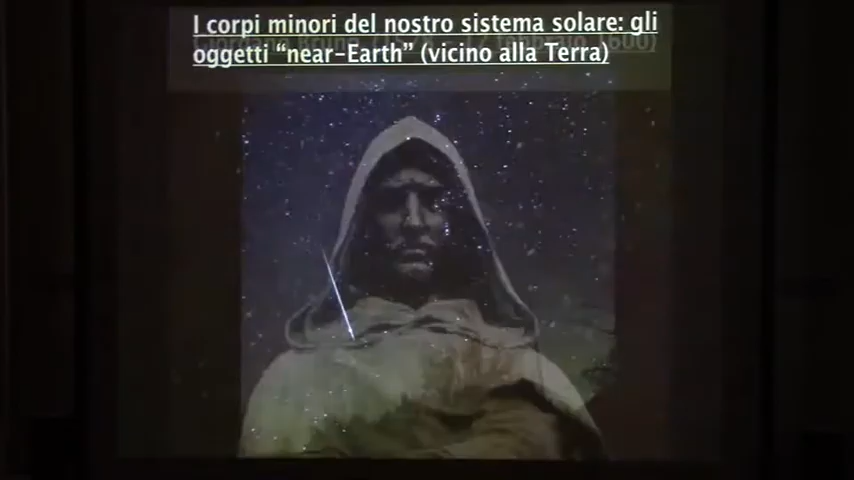 I corpi minori del nostro sistema solare: gli
oggetti “near-Earth” (vicino alla Terra)